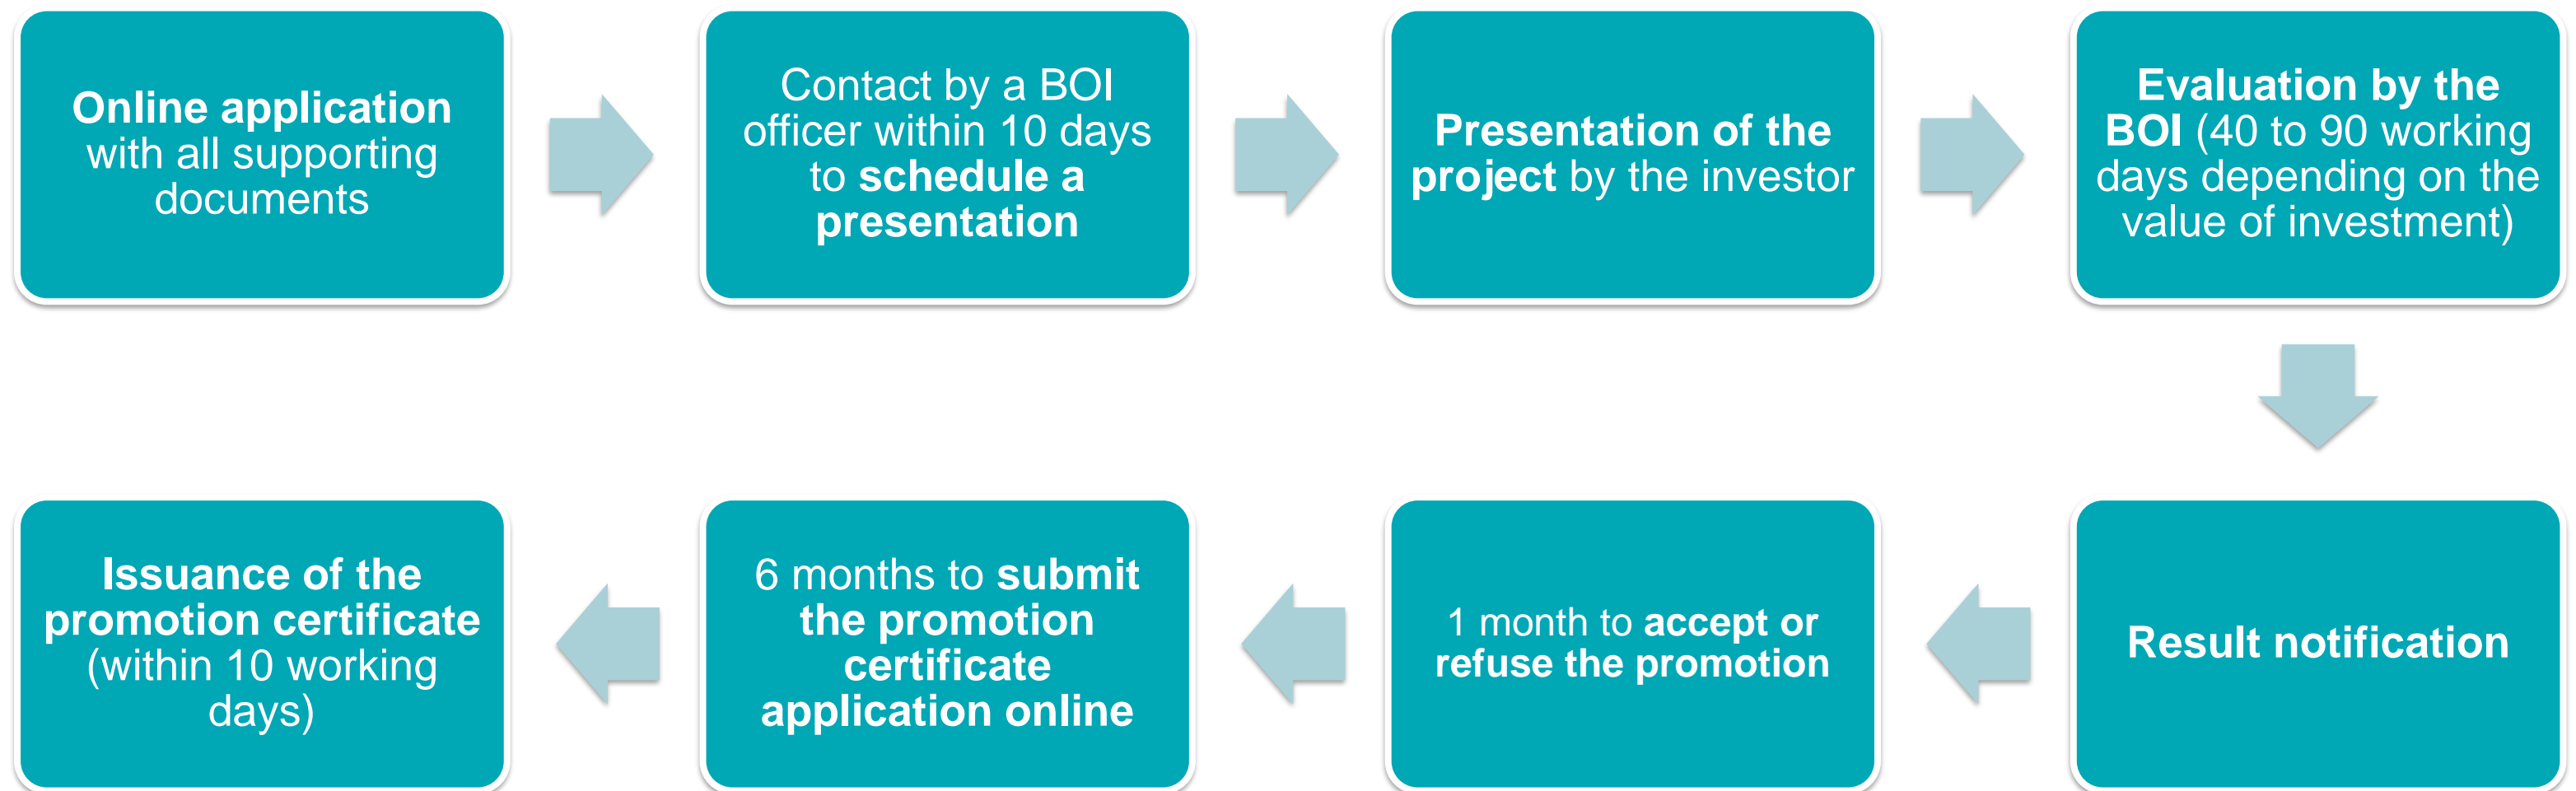 Online application
with all supporting
documents
Contact by a BOI
officer within 10 days
to schedule a
presentation
Presentation of the
project by the investor
Evaluation by the
BOI (40 to 90 working
days depending on the
value of investment)
Result notification
1 month to accept or
refuse the promotion
6 months to submit
the promotion
certificate
application online
Issuance of the
promotion certificate
(within 10 working
days)